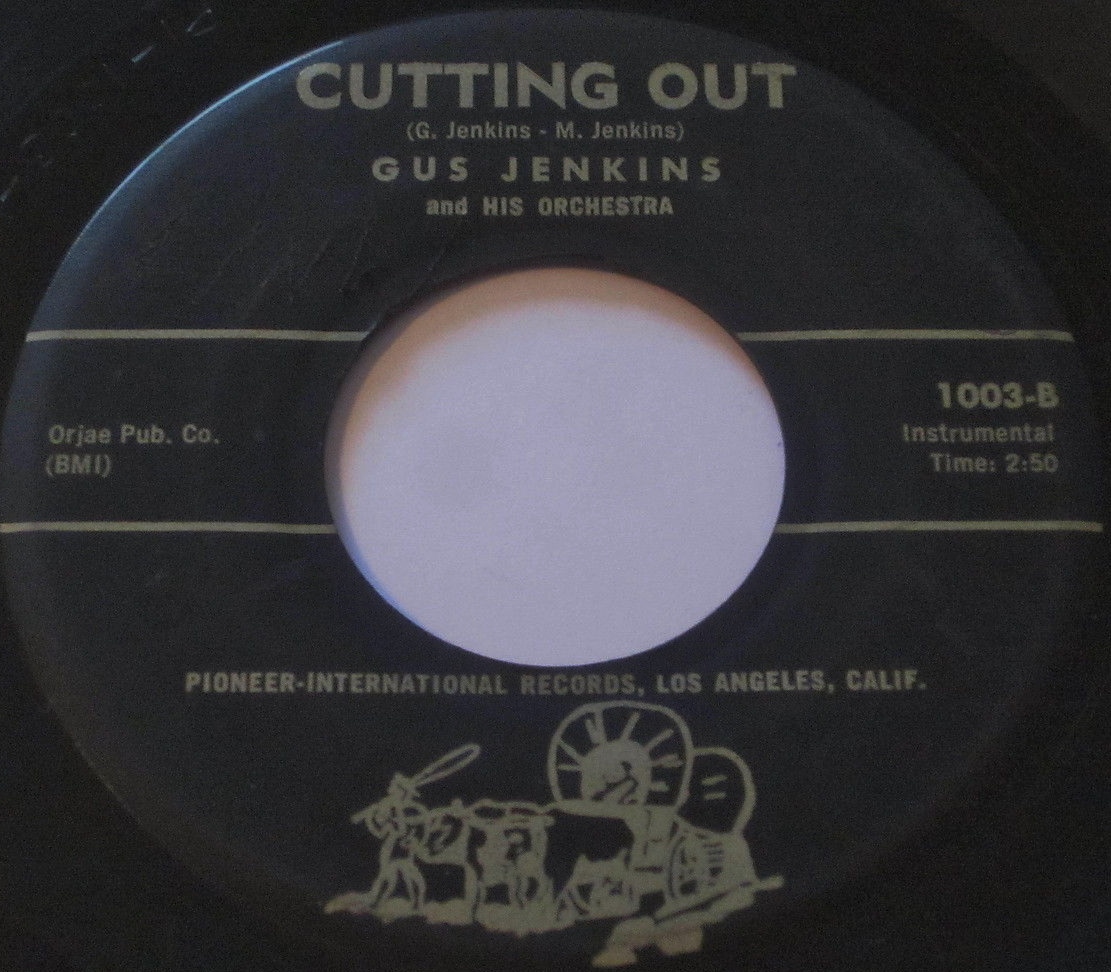 CUTTING OUT
(G. Jenkins - M. Jenkins)
GUS JENKINS
and HIS ORCHESTRA
1003-B
Orjae Pub. Co.
(BMI)
Instrumental
Time: 2:50
PIONEER-INTERNATIONAL RECORDS, LOS ANGELES, CALIF.